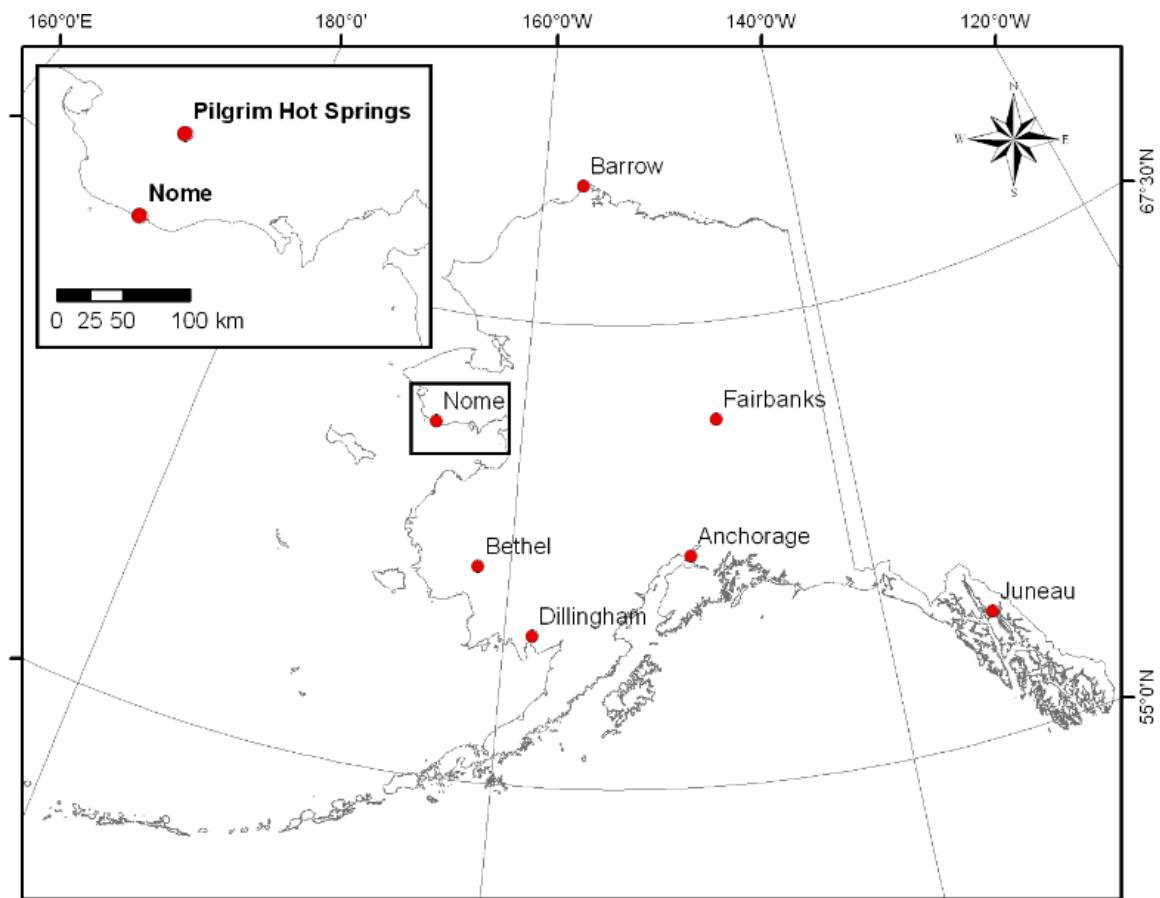 160°0'E 180°0' 160°0'W 140°0'W 120°0'W
Pilgrim Hot Springs
Nome
0 25 50 100 km
N
W E
S
67°30'N
Barrow
Nome
Fairbanks
Bethel
Anchorage
Dillingham
Juneau
55°0'N